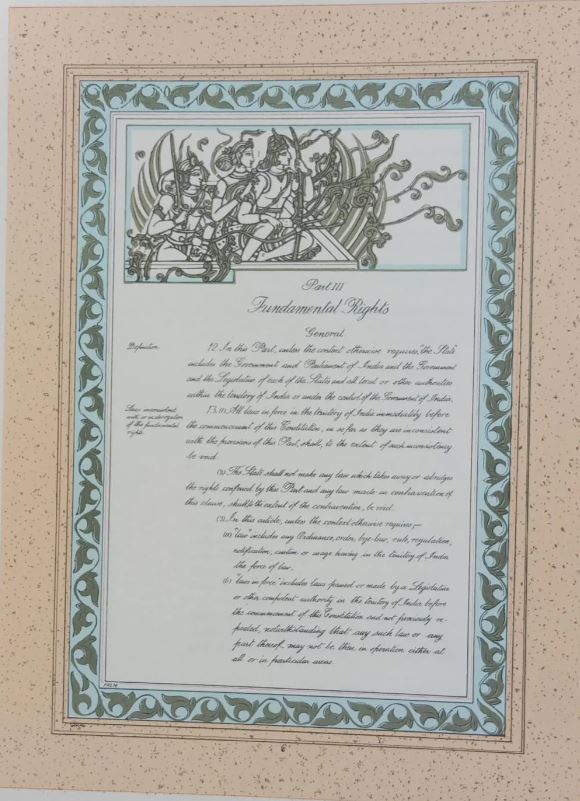 Part III
Fundamental Rights
General
Definition
12. In this Part, unless the context otherwise requires, "the State"
includes the Government and Parliament of India and the Government
and the Legislature of each of the States and all local or other authorities
within the territory of India or under the control of the Government of India.
Laws inconsistent
with or in derogation
of the fundamental
rights.
13. (1) All laws in force in the territory of India immediately before
the commencement of this Constitution, in so far as they are inconsistent
with the provisions of this Part, shall, to the extent of such inconsistency
be void.
(2) The State shall not make any law which takes away or abridges
the rights conferred by this Part and any law made in contravention of
this clause, shall to the extent of the contravention, be void.
(3) In this article, unless the context otherwise requires,—
(a) "law" includes any Ordinance, order, bye-law, rule, regulation,
notification, custom or usage having in the territory of India
the force of law.
(b) "laws in force" includes laws passed or made by a Legislature
or other competent authority in the territory of India before
the commencement of this Constitution and not previously re-
pealed, notwithstanding that any such law or any
part thereof may not be then in operation either at
all or in particular areas.
6